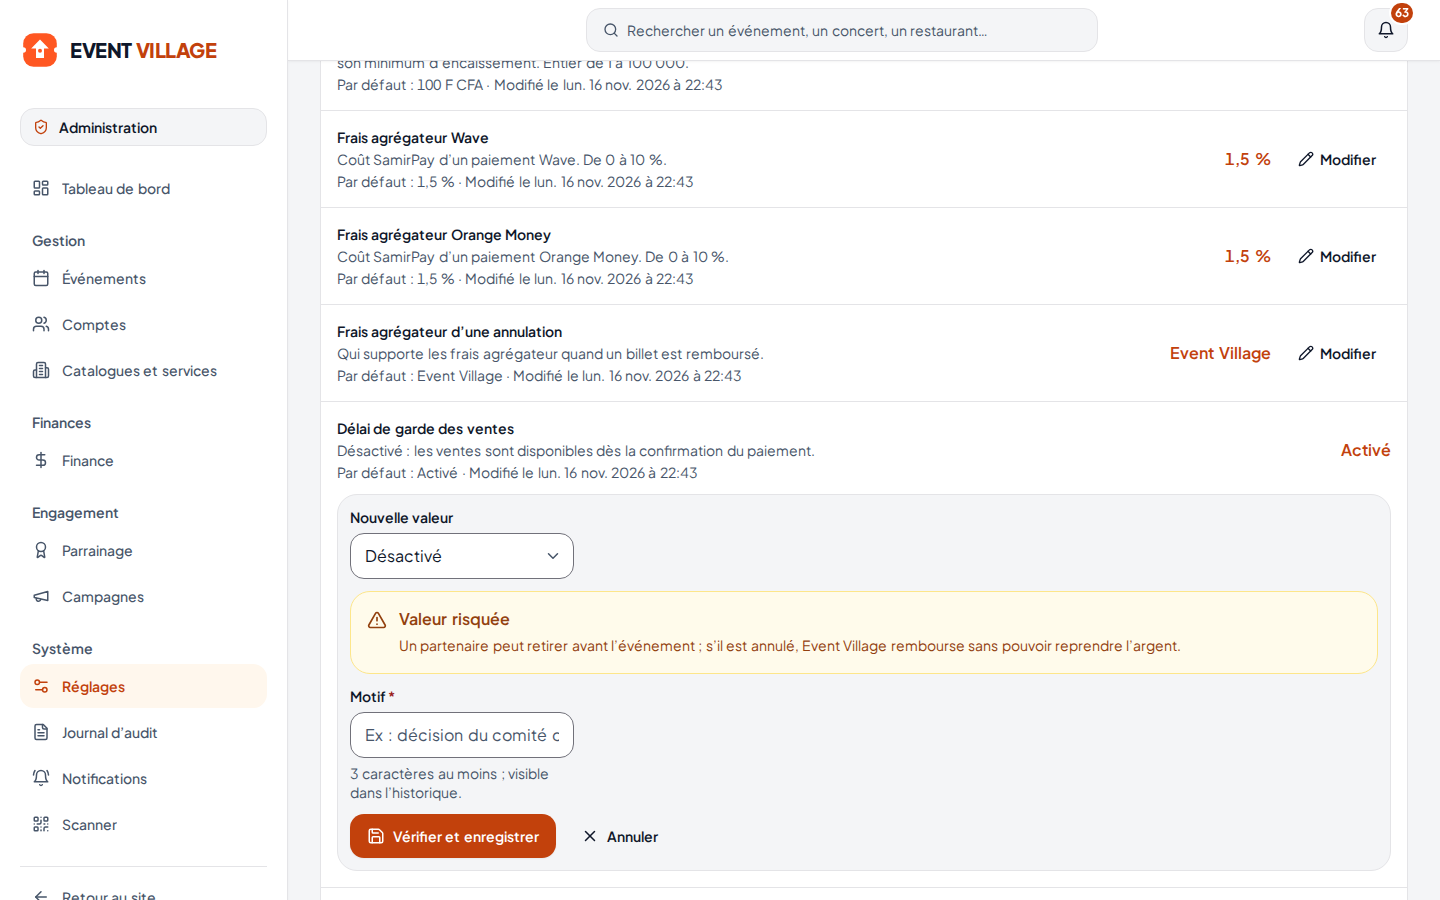 EVENT VILLAGE
Rechercher un événement, un concert, un restaurant…
63
Administration
Tableau de bord
Gestion
Événements
Comptes
Catalogues et services
Finances
Finance
Engagement
Parrainage
Campagnes
Système
Réglages
Journal d’audit
Notifications
Scanner
Retour au site
son minimum d’encaissement. Entier de 1 à 100 000.
Par défaut : 100 F CFA · Modifié le lun. 16 nov. 2026 à 22:43
Frais agrégateur Wave
Coût SamirPay d’un paiement Wave. De 0 à 10 %.
Par défaut : 1,5 % · Modifié le lun. 16 nov. 2026 à 22:43
1,5 %
Modifier
Frais agrégateur Orange Money
Coût SamirPay d’un paiement Orange Money. De 0 à 10 %.
Par défaut : 1,5 % · Modifié le lun. 16 nov. 2026 à 22:43
1,5 %
Modifier
Frais agrégateur d’une annulation
Qui supporte les frais agrégateur quand un billet est remboursé.
Par défaut : Event Village · Modifié le lun. 16 nov. 2026 à 22:43
Event Village
Modifier
Délai de garde des ventes
Désactivé : les ventes sont disponibles dès la confirmation du paiement.
Par défaut : Activé · Modifié le lun. 16 nov. 2026 à 22:43
Activé
Nouvelle valeur
Désactivé
Valeur risquée
Un partenaire peut retirer avant l’événement ; s’il est annulé, Event Village rembourse sans pouvoir reprendre l’argent.
Motif *
Ex : décision du comité
3 caractères au moins ; visible
dans l’historique.
Vérifier et enregistrer
Annuler